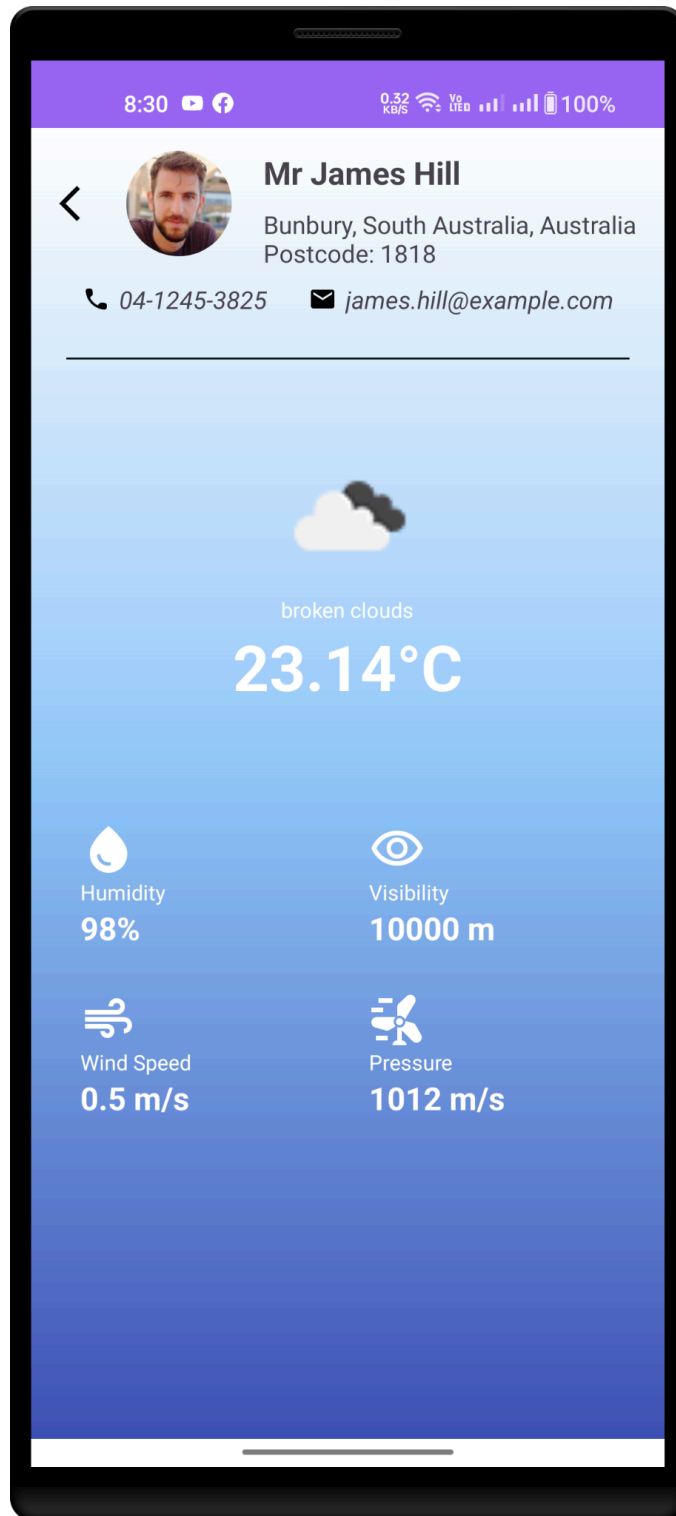 8:30 0.32 KB/S Vo LTED 100%
Mr James Hill
Bunbury, South Australia, Australia
Postcode: 1818
04-1245-3825 james.hill@example.com
broken clouds
23.14°C
Humidity Visibility
98% 10000 m
Wind Speed Pressure
0.5 m/s 1012 m/s